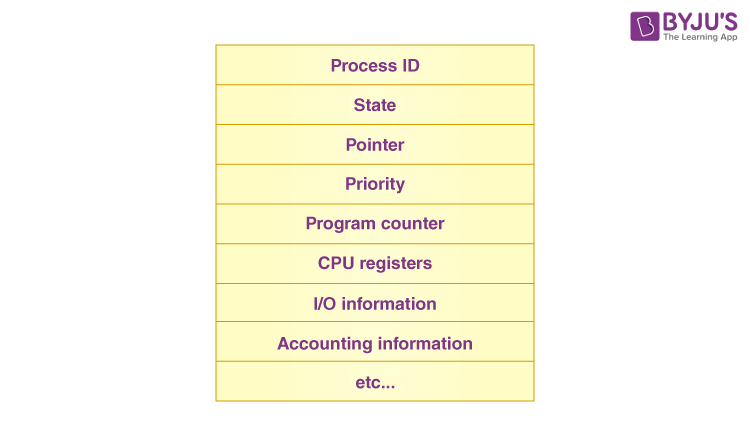 BYJU'S
The Learning App
Process ID
State
Pointer
Priority
Program counter
CPU registers
I/O information
Accounting information
etc...